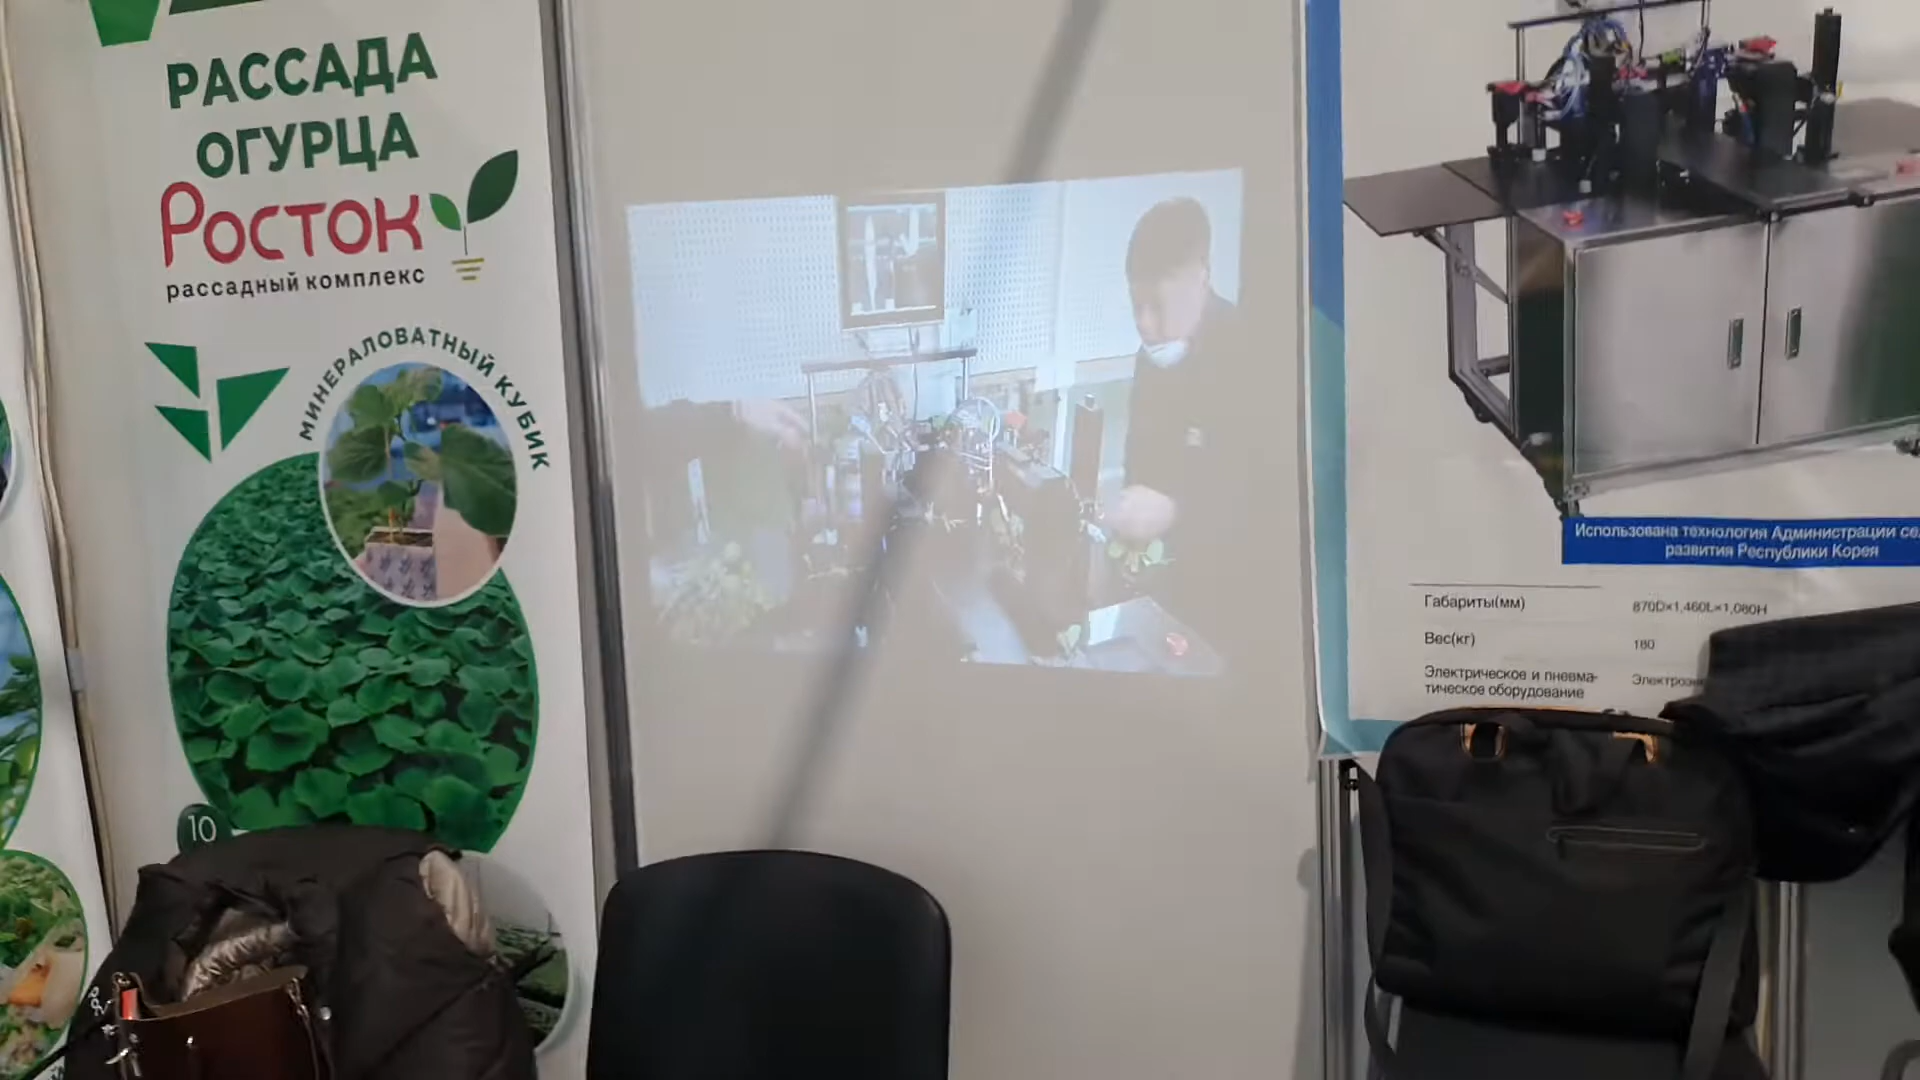 РАССАДА
ОГУРЦА
Росток
рассадный комплекс
МИНЕРАЛОВАТНЫЙ КУБИК
10
Использована технология Администрации
развития Республики Корея
Габариты(мм) 870D×1,460L×1,080H
Вес(кг) 180
Электрическое и пневма-
тическое оборудование